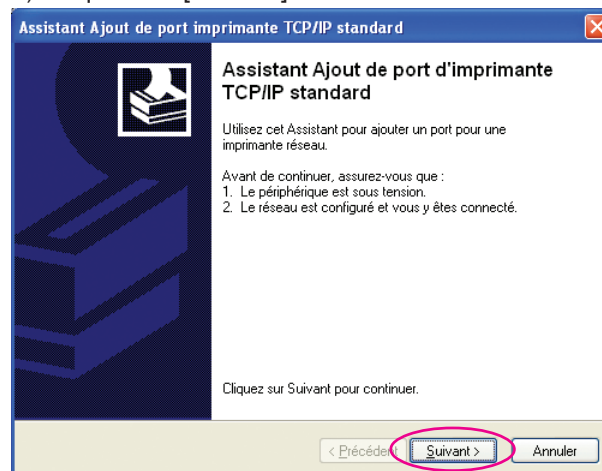 Assistant Ajout de port imprimante TCP/IP standard
Assistant Ajout de port d'imprimante
TCP/IP standard
Utilisez cet Assistant pour ajouter un port pour une
imprimante réseau.
Avant de continuer, assurez-vous que :
1. Le périphérique est sous tension.
2. Le réseau est configuré et vous y êtes connecté.
Cliquez sur Suivant pour continuer.
< Précédent Suivant > Annuler